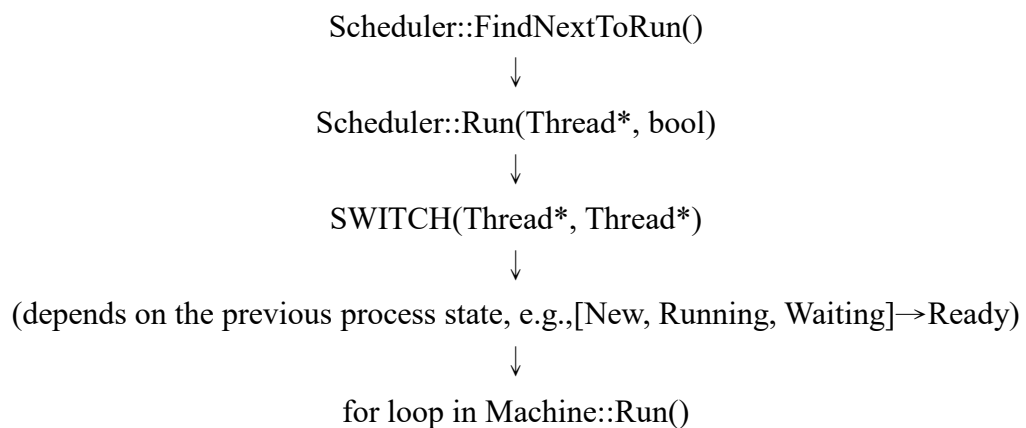 Scheduler::FindNextToRun()
↓
Scheduler::Run(Thread*, bool)
↓
SWITCH(Thread*, Thread*)
↓
(depends on the previous process state, e.g.,[New, Running, Waiting]→Ready)
↓
for loop in Machine::Run()